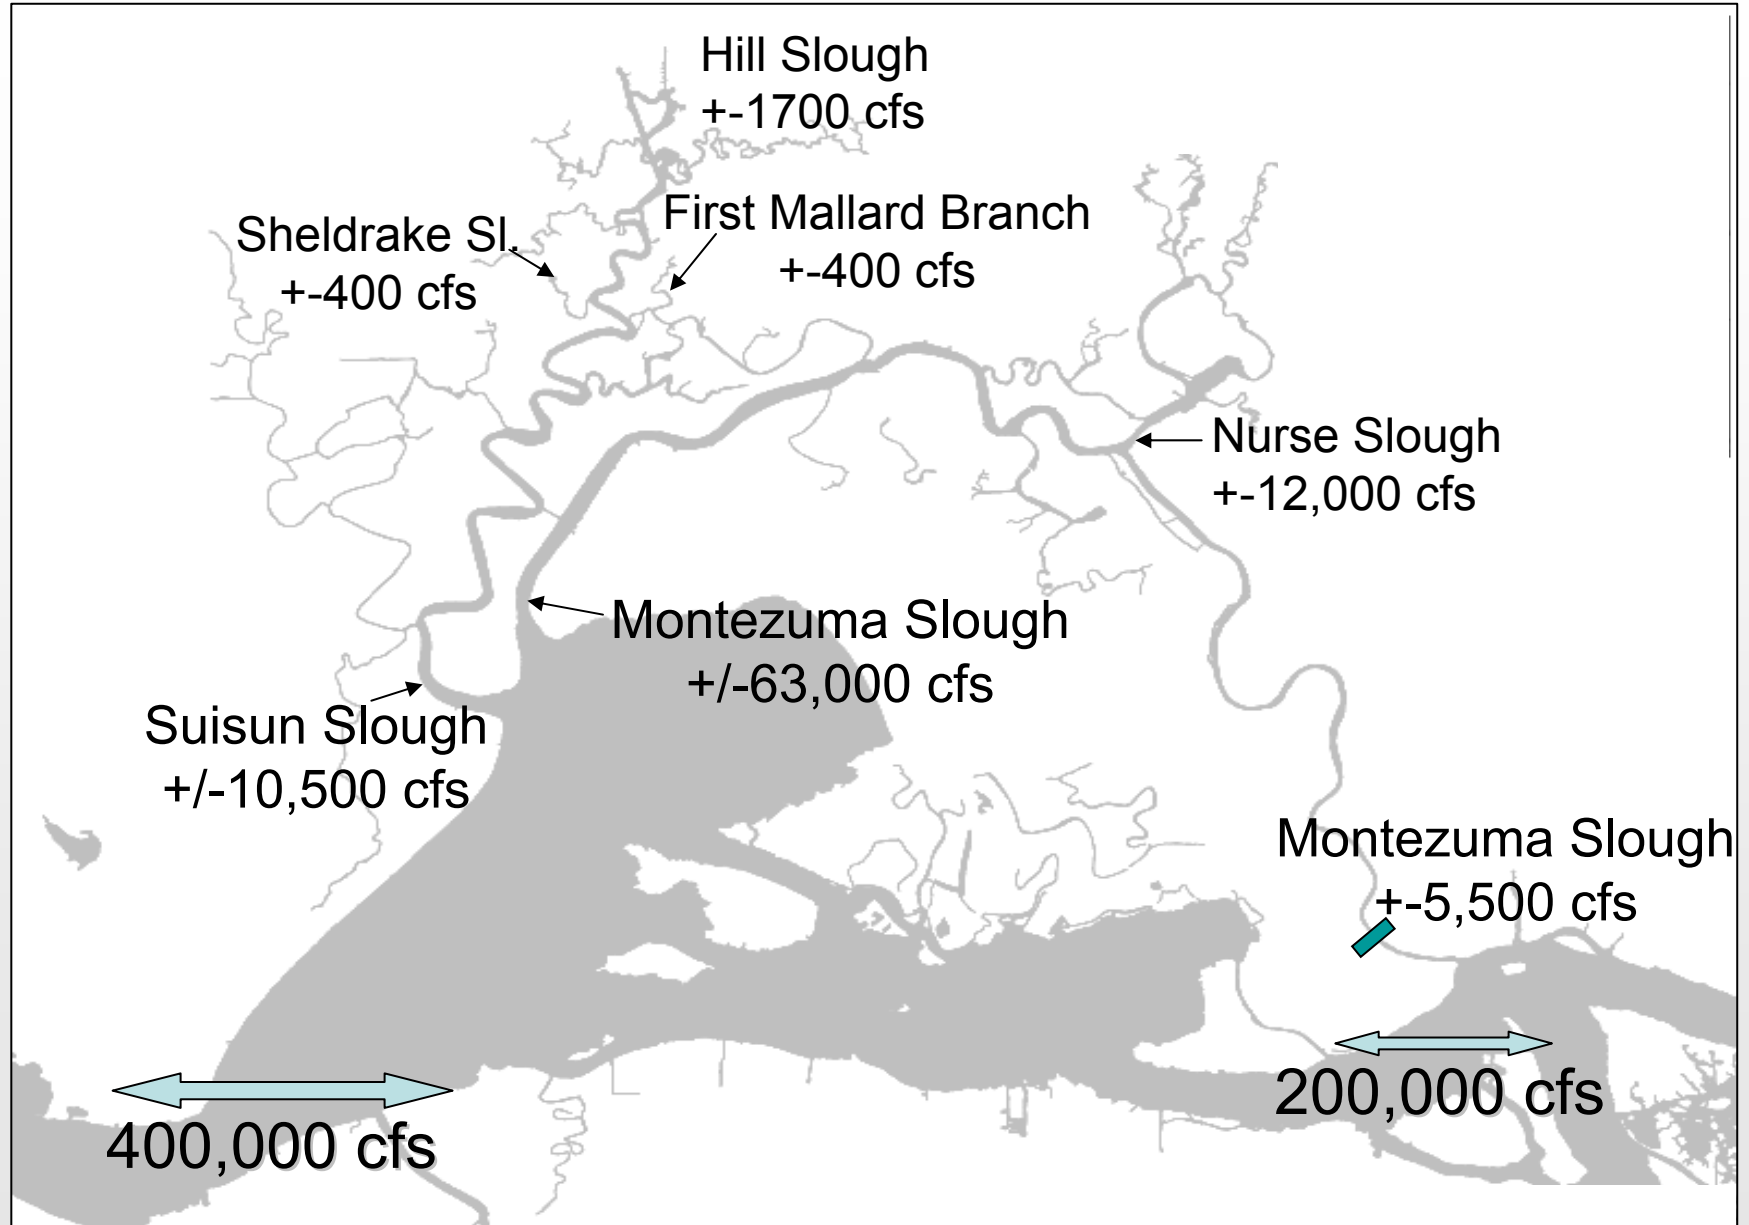 Hill Slough
+-1700 cfs
First Mallard Branch
+-400 cfs
Sheldrake Sl.
+-400 cfs
Nurse Slough
+-12,000 cfs
Montezuma Slough
+/-63,000 cfs
Suisun Slough
+/-10,500 cfs
Montezuma Slough
+-5,500 cfs
200,000 cfs
400,000 cfs